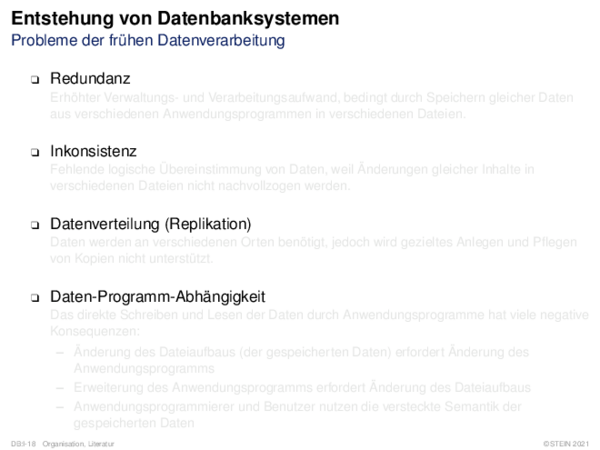 Entstehung von Datenbanksystemen
Probleme der frühen Datenverarbeitung
❑ Redundanz
Erhöhter Verwaltungs- und Verarbeitungsaufwand, bedingt durch Speichern gleicher Daten
aus verschiedenen Anwendungsprogrammen in verschiedenen Dateien.
❑ Inkonsistenz
Fehlende logische Übereinstimmung von Daten, weil Änderungen gleicher Inhalte in
verschiedenen Dateien nicht nachvollzogen werden.
❑ Datenverteilung (Replikation)
Daten werden an verschiedenen Orten benötigt, jedoch wird gezieltes Anlegen und Pflegen
von Kopien nicht unterstützt.
❑ Daten-Programm-Abhängigkeit
Das direkte Schreiben und Lesen der Daten durch Anwendungsprogramme hat viele negative
Konsequenzen:
– Änderung des Dateiaufbaus (der gespeicherten Daten) erfordert Änderung des
Anwendungsprogramms
– Erweiterung des Anwendungsprogramms erfordert Änderung des Dateiaufbaus
– Anwendungsprogrammierer und Benutzer nutzen die versteckte Semantik der
gespeicherten Daten
DB:I-18 Organisation, Literatur ©STEIN 2021